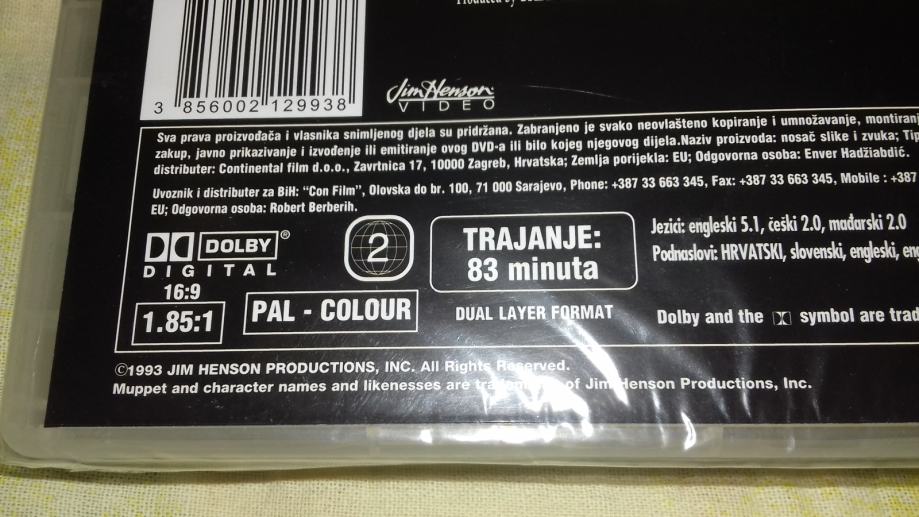 Produced by
3 856002 129938
Jim Henson
VIDEO
Sva prava proizvođača i vlasnika snimljenog djela su pridržana. Zabranjeno je svako neovlašteno kopiranje i umnožavanje, montiran
zakup, javno prikazivanje i izvođenje ili emitiranje ovog DVD-a ili bilo kojeg njegovog dijela.Naziv proizvoda: nosač slike i zvuka; Tip
distributer: Continental film d.o.o., Zavrtnica 17, 10000 Zagreb, Hrvatska; Zemlja porijekla: EU; Odgovorna osoba: Enver Hadžiabdić.
Uvoznik i distributer za BiH: "Con Film", Olovska do br. 100, 71 000 Sarajevo, Phone: +387 33 663 345, Fax: +387 33 663 345, Mobile : +387
EU; Odgovorna osoba: Robert Berberih.
DOLBY®
DIGITAL
2
TRAJANJE:
83 minuta
Jezici: engleski 5.1, češki 2.0, mađarski 2.0
Podnaslovi: HRVATSKI, slovenski, engleski, eng
16:9
1.85:1
PAL - COLOUR
DUAL LAYER FORMAT
Dolby and the symbol are trad
©1993 JIM HENSON PRODUCTIONS, INC. All Rights Reserved.
Muppet and character names and likenesses are trademarks of Jim Henson Productions, Inc.